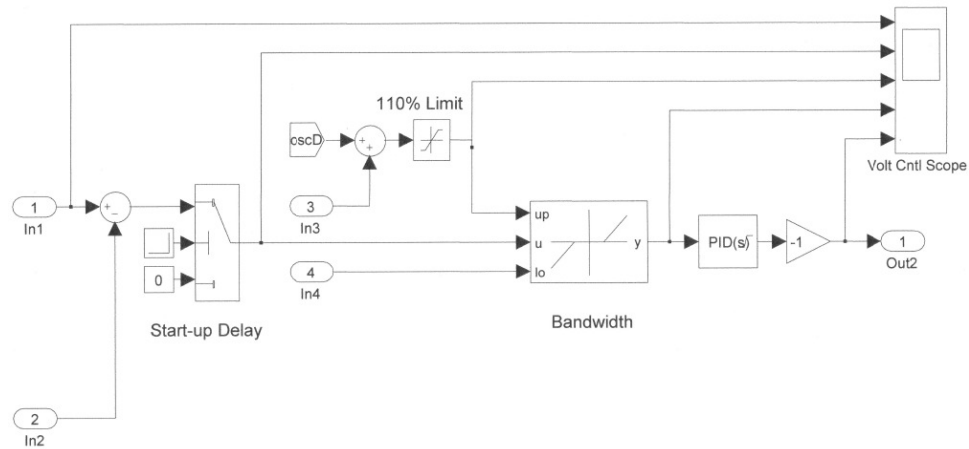 110% Limit
oscD
+
+
Volt Cntl Scope
1
In1
+
−
3
In3
up
u
lo
y
PID(s)
-1
1
Out2
0
4
In4
Start-up Delay
Bandwidth
2
In2